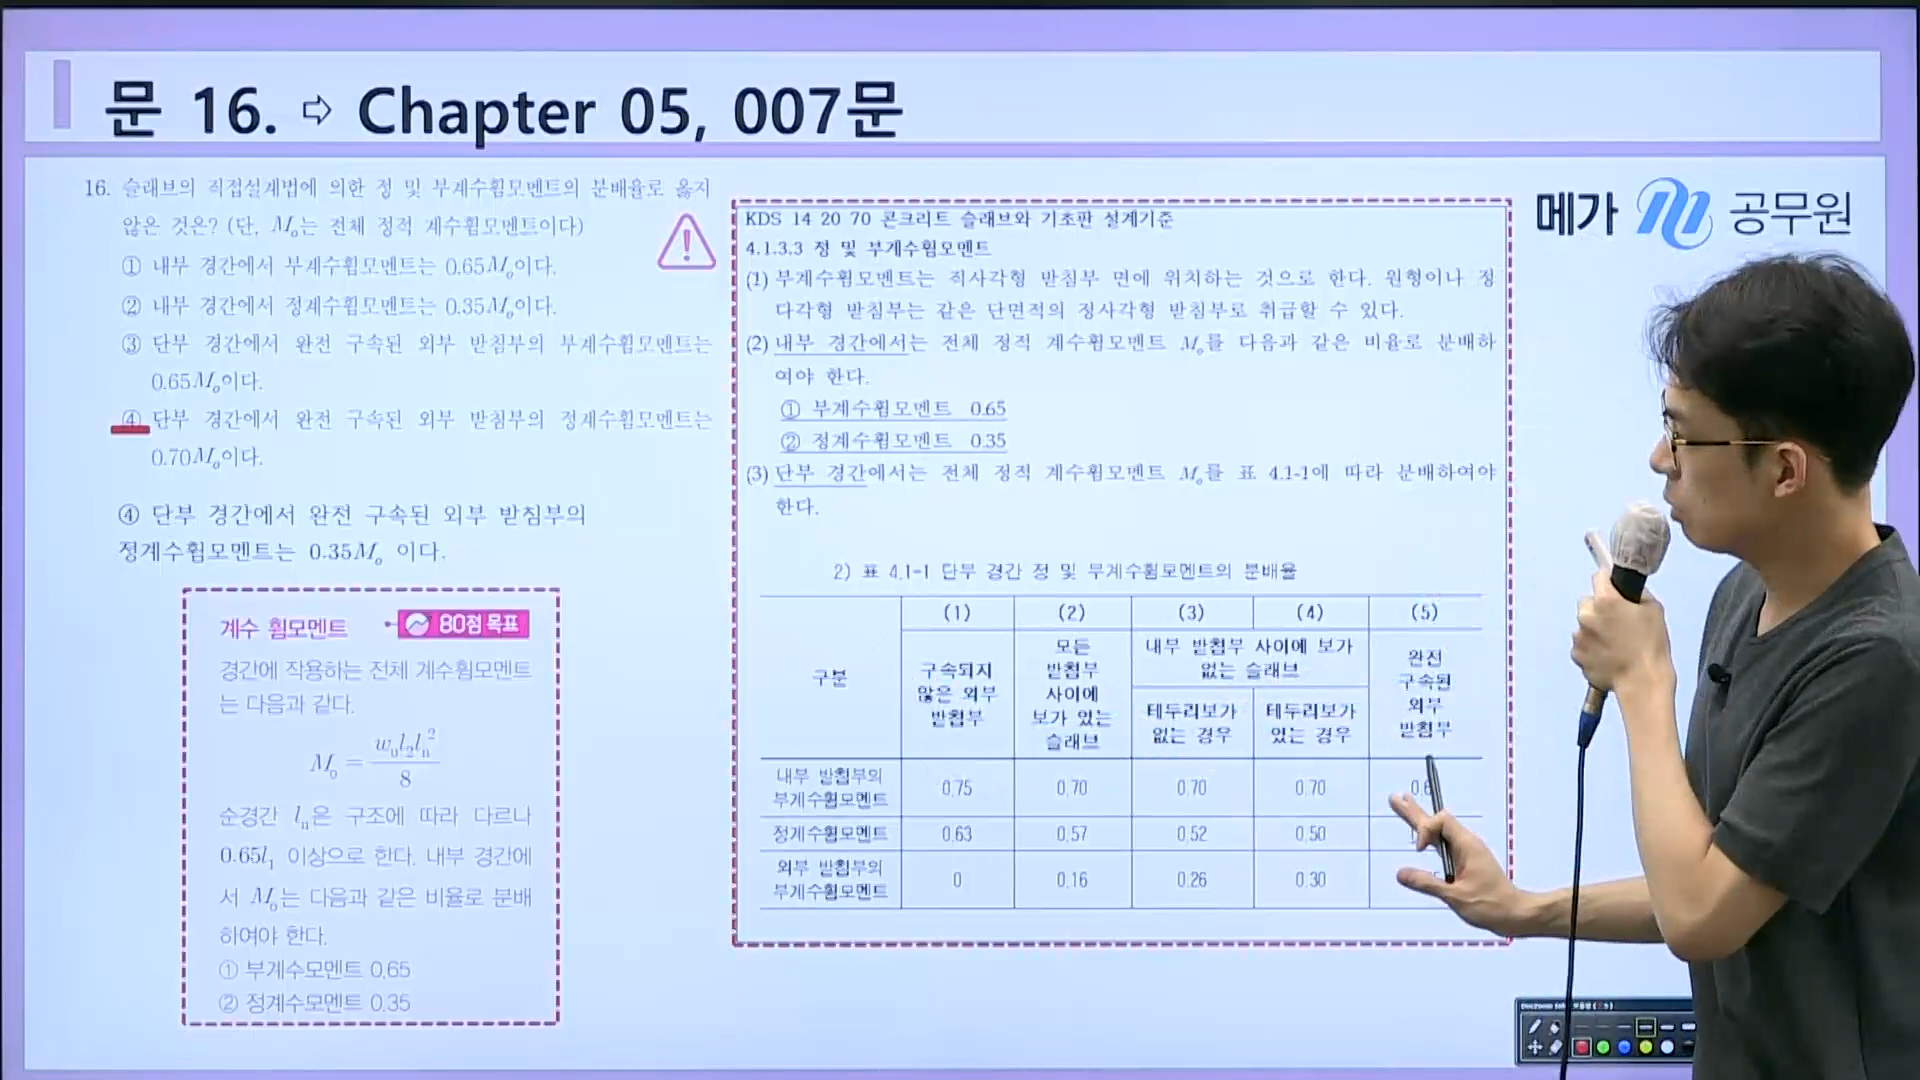 문 16. ⇨ Chapter 05, 007문
16. 슬래브의 직접설계법에 의한 정 및 부계수휨모멘트의 분배율로 옳지
않은 것은? (단, Mo는 전체 정적 계수휨모멘트이다)
① 내부 경간에서 부계수휨모멘트는 0.65Mo이다.
② 내부 경간에서 정계수휨모멘트는 0.35Mo이다.
③ 단부 경간에서 완전 구속된 외부 받침부의 부계수휨모멘트는
0.65Mo이다.
④ 단부 경간에서 완전 구속된 외부 받침부의 정계수휨모멘트는
0.70Mo이다.
④ 단부 경간에서 완전 구속된 외부 받침부의
정계수휨모멘트는 0.35Mo 이다.
계수 휨모멘트 80점 목표
경간에 작용하는 전체 계수휨모멘트
는 다음과 같다.
Mo = wul2ln² / 8
순경간 ln은 구조에 따라 다르나
0.65l1 이상으로 한다. 내부 경간에
서 Mo는 다음과 같은 비율로 분배
하여야 한다.
① 부계수모멘트 0.65
② 정계수모멘트 0.35
KDS 14 20 70 콘크리트 슬래브와 기초판 설계기준
4.1.3.3 정 및 부계수휨모멘트
(1) 부계수휨모멘트는 직사각형 받침부 면에 위치하는 것으로 한다. 원형이나 정
다각형 받침부는 같은 단면적의 정사각형 받침부로 취급할 수 있다.
(2) 내부 경간에서는 전체 정적 계수휨모멘트 Mo를 다음과 같은 비율로 분배하
여야 한다.
① 부계수휨모멘트 0.65
② 정계수휨모멘트 0.35
(3) 단부 경간에서는 전체 정적 계수휨모멘트 Mo를 표 4.1-1에 따라 분배하여야
한다.
2) 표 4.1-1 단부 경간 정 및 부계수휨모멘트의 분배율
구분
(1) (2) (3) (4) (5)
구속되지
않은 외부
받침부
모든
받침부
사이에
보가 있는
슬래브
내부 받침부 사이에 보가
없는 슬래브
테두리보가
없는 경우
테두리보가
있는 경우
완전
구속된
외부
받침부
내부 받침부의
부계수휨모멘트
0.75 0.70 0.70 0.70
정계수휨모멘트 0.63 0.57 0.52 0.50
외부 받침부의
부계수휨모멘트
0 0.16 0.26 0.30
메가 공무원